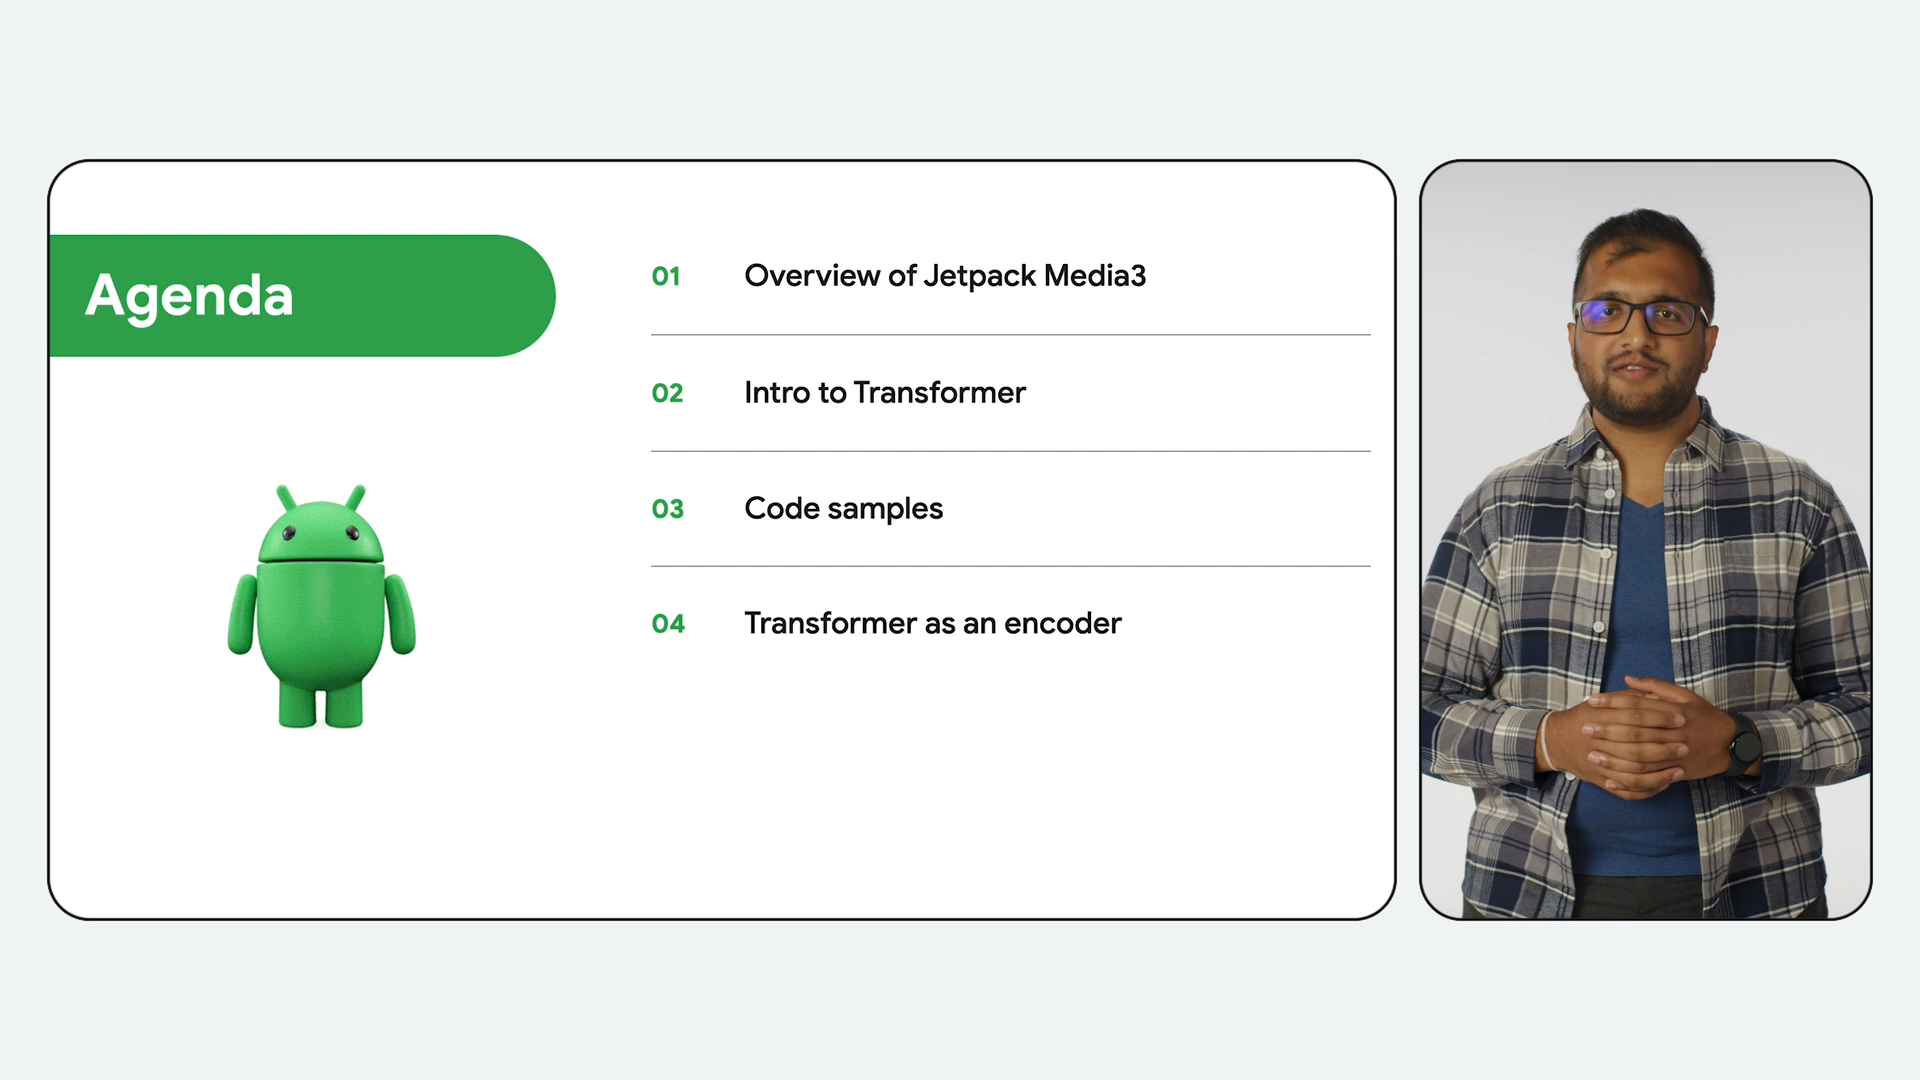 Agenda
01 Overview of Jetpack Media3
02 Intro to Transformer
03 Code samples
04 Transformer as an encoder